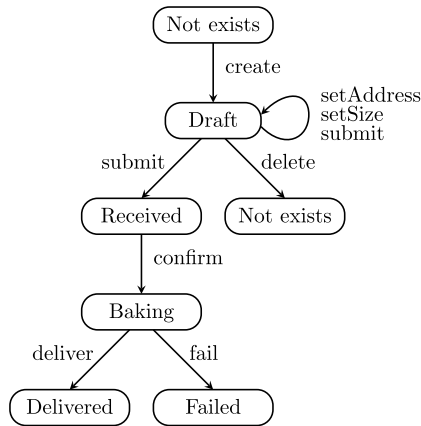 Not exists
create
Draft
setAddress
setSize
submit
submit
delete
Received
Not exists
confirm
Baking
deliver
fail
Delivered
Failed